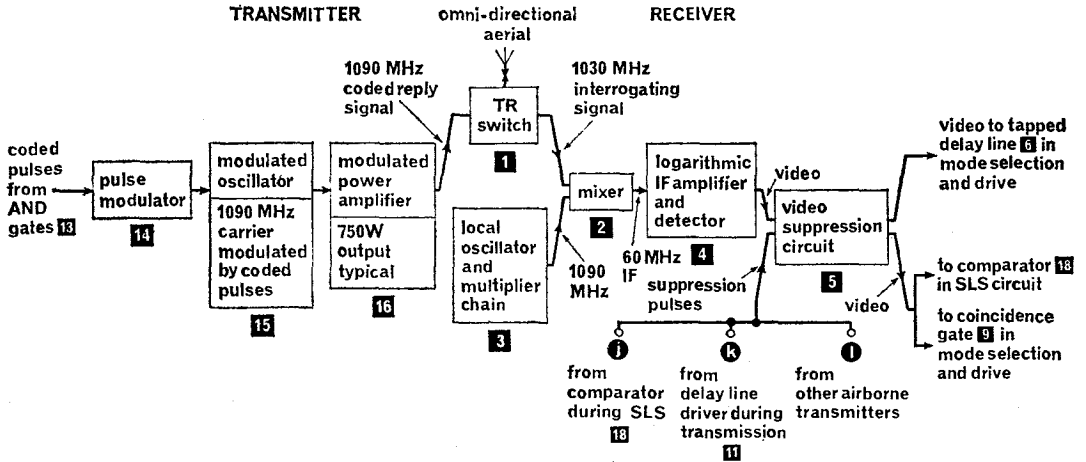 TRANSMITTER
omni-directional
aerial
RECEIVER
1090 MHz
coded reply
signal
1030 MHz
interrogating
signal
TR
switch
1
coded
pulses
from
AND
gates 13
pulse
modulator
14
modulated
oscillator
1090 MHz
carrier
modulated
by coded
pulses
15
modulated
power
amplifier
750W
output
typical
16
local
oscillator
and
multiplier
chain
3
1090
MHz
mixer
2
60 MHz
IF
logarithmic
IF amplifier
and
detector
4
video
video
suppression
circuit
5
suppression
pulses
video
video to tapped
delay line 6 in
mode selection
and drive
to comparator 18
in SLS circuit
to coincidence
gate 9 in
mode selection
and drive
j
from
comparator
during SLS
18
k
from
delay line
driver during
transmission
11
l
from
other airborne
transmitters